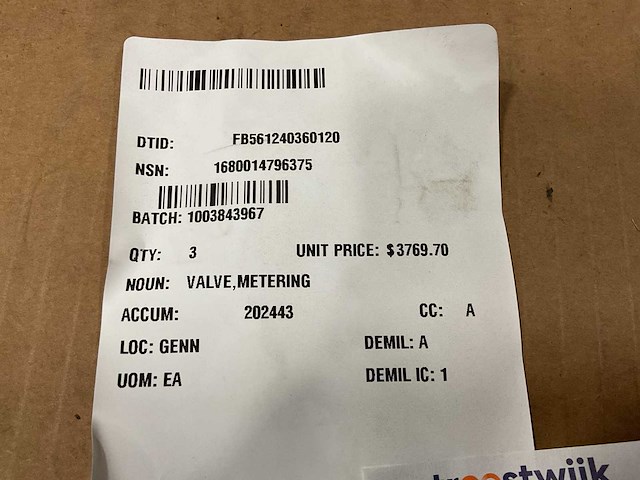 DTID: FB561240360120
NSN: 1680014796375
BATCH: 1003843967
QTY: 3 UNIT PRICE: $3769.70
NOUN: VALVE,METERING
ACCUM: 202443 CC: A
LOC: GENN DEMIL: A
UOM: EA DEMIL IC: 1
troostwijk